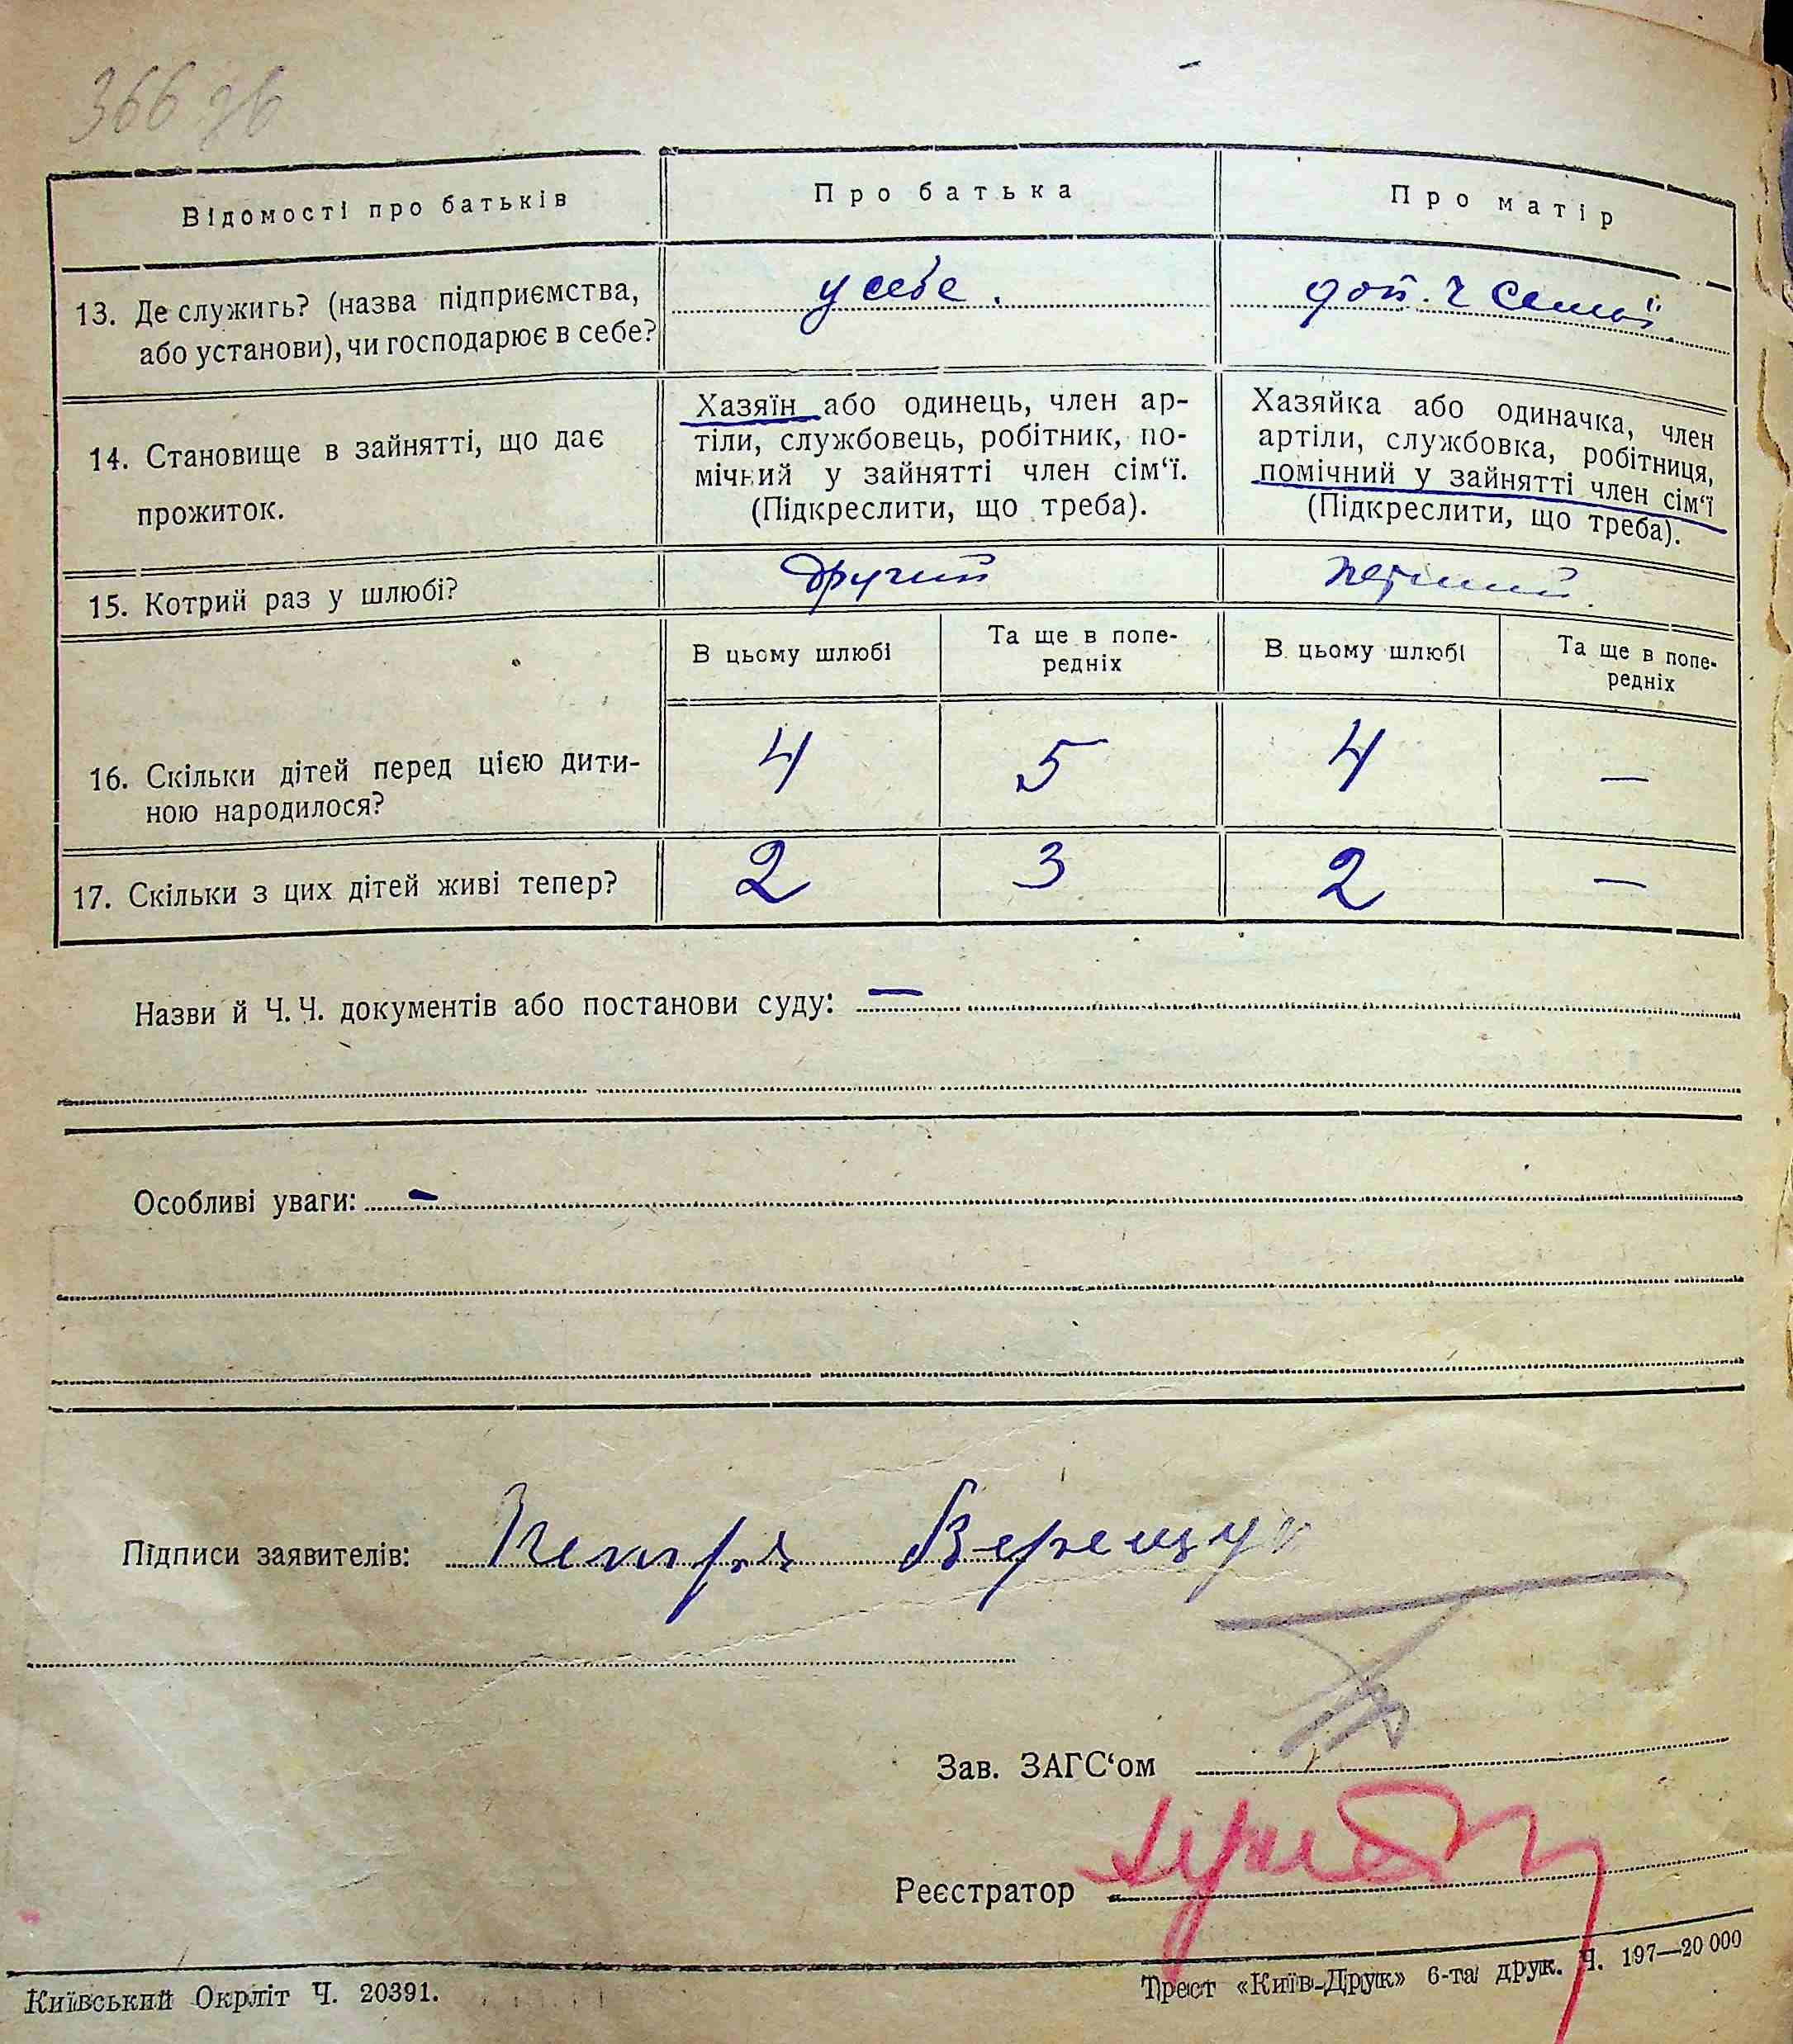 366 зв
Відомості про батьків
Про батька
Про матір
13. Де служить? (назва підприємства,
або установи), чи господарює в себе?
у себе.
доп. ч семьї
14. Становище в зайнятті, що дає
прожиток.
Хазяїн або одинець, член ар-
тіли, службовець, робітник, по-
мічний у зайнятті член сім‘ї.
(Підкреслити, що треба).
Хазяйка або одиначка, член
артіли, службовка, робітниця,
помічний у зайнятті член сім‘ї
(Підкреслити, що треба).
15. Котрий раз у шлюбі?
другий
перший
В цьому шлюбі
Та ще в попе-
редніх
В цьому шлюбі
Та ще в попе-
редніх
16. Скільки дітей перед цією дити-
ною народилося?
4 5 4 —
17. Скільки з цих дітей живі тепер?
2 3 2 —
Назви й Ч. Ч. документів або постанови суду: —
Особливі уваги: —
Підписи заявителів: Петро Верещук
Зав. ЗАГС‘ом
Реєстратор
Київський Окрліт Ч. 20391.
Трест «Київ-Друк» 6-та друк. Ч. 197—20 000